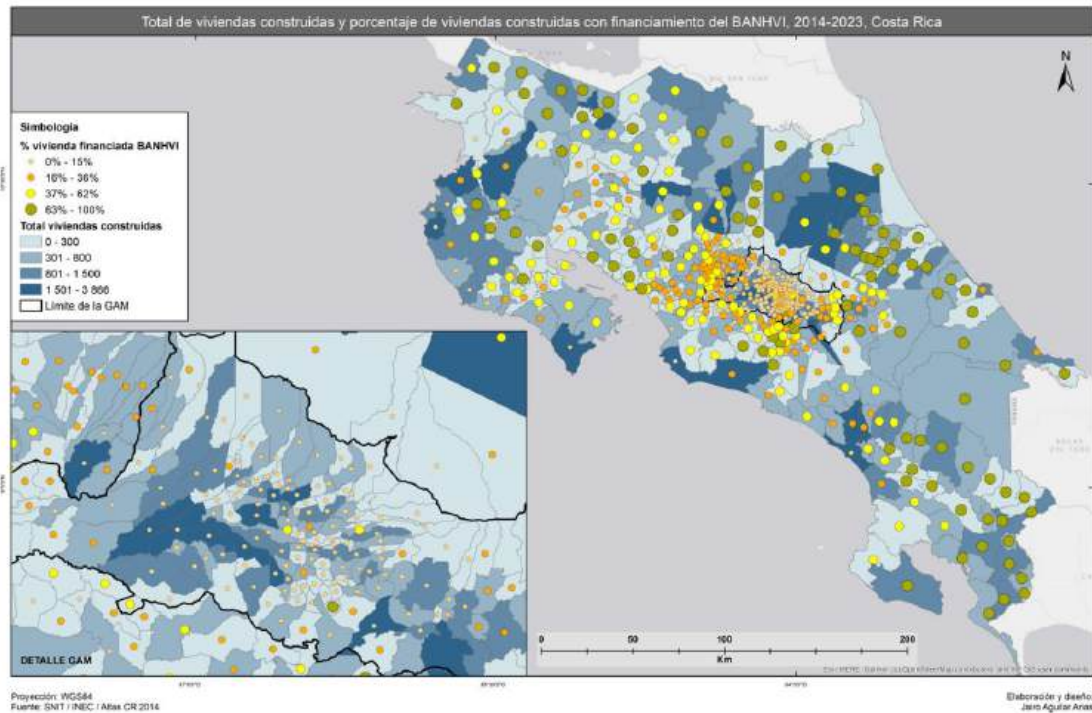 Total de viviendas construidas y porcentaje de viviendas construidas con financiamiento del BANHVI, 2014-2023, Costa Rica
N
Simbología
% vivienda financiada BANHVI
0% - 15%
16% - 36%
37% - 62%
63% - 100%
Total viviendas construidas
0 - 300
301 - 800
801 - 1 500
1 501 - 3 866
Límite de la GAM
DETALLE GAM
0 50 100 200
Km
Proyección: WGS84
Fuente: SNIT / INEC / Atlas CR 2014
Elaboración y diseño:
Jairo Aguilar Arias